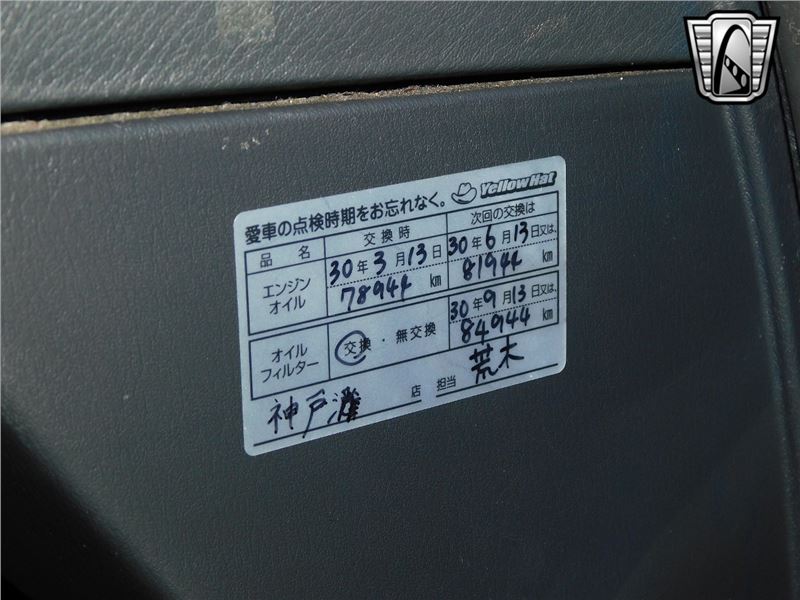 愛車の点検時期をお忘れなく。 YellowHat
品名 交換時 次回の交換は
エンジンオイル 30年3月13日 78944 km 30年6月13日又は、 81944 km
オイルフィルター 交換・無交換 30年9月13日又は、 84944 km
神戸 店 担当 荒木